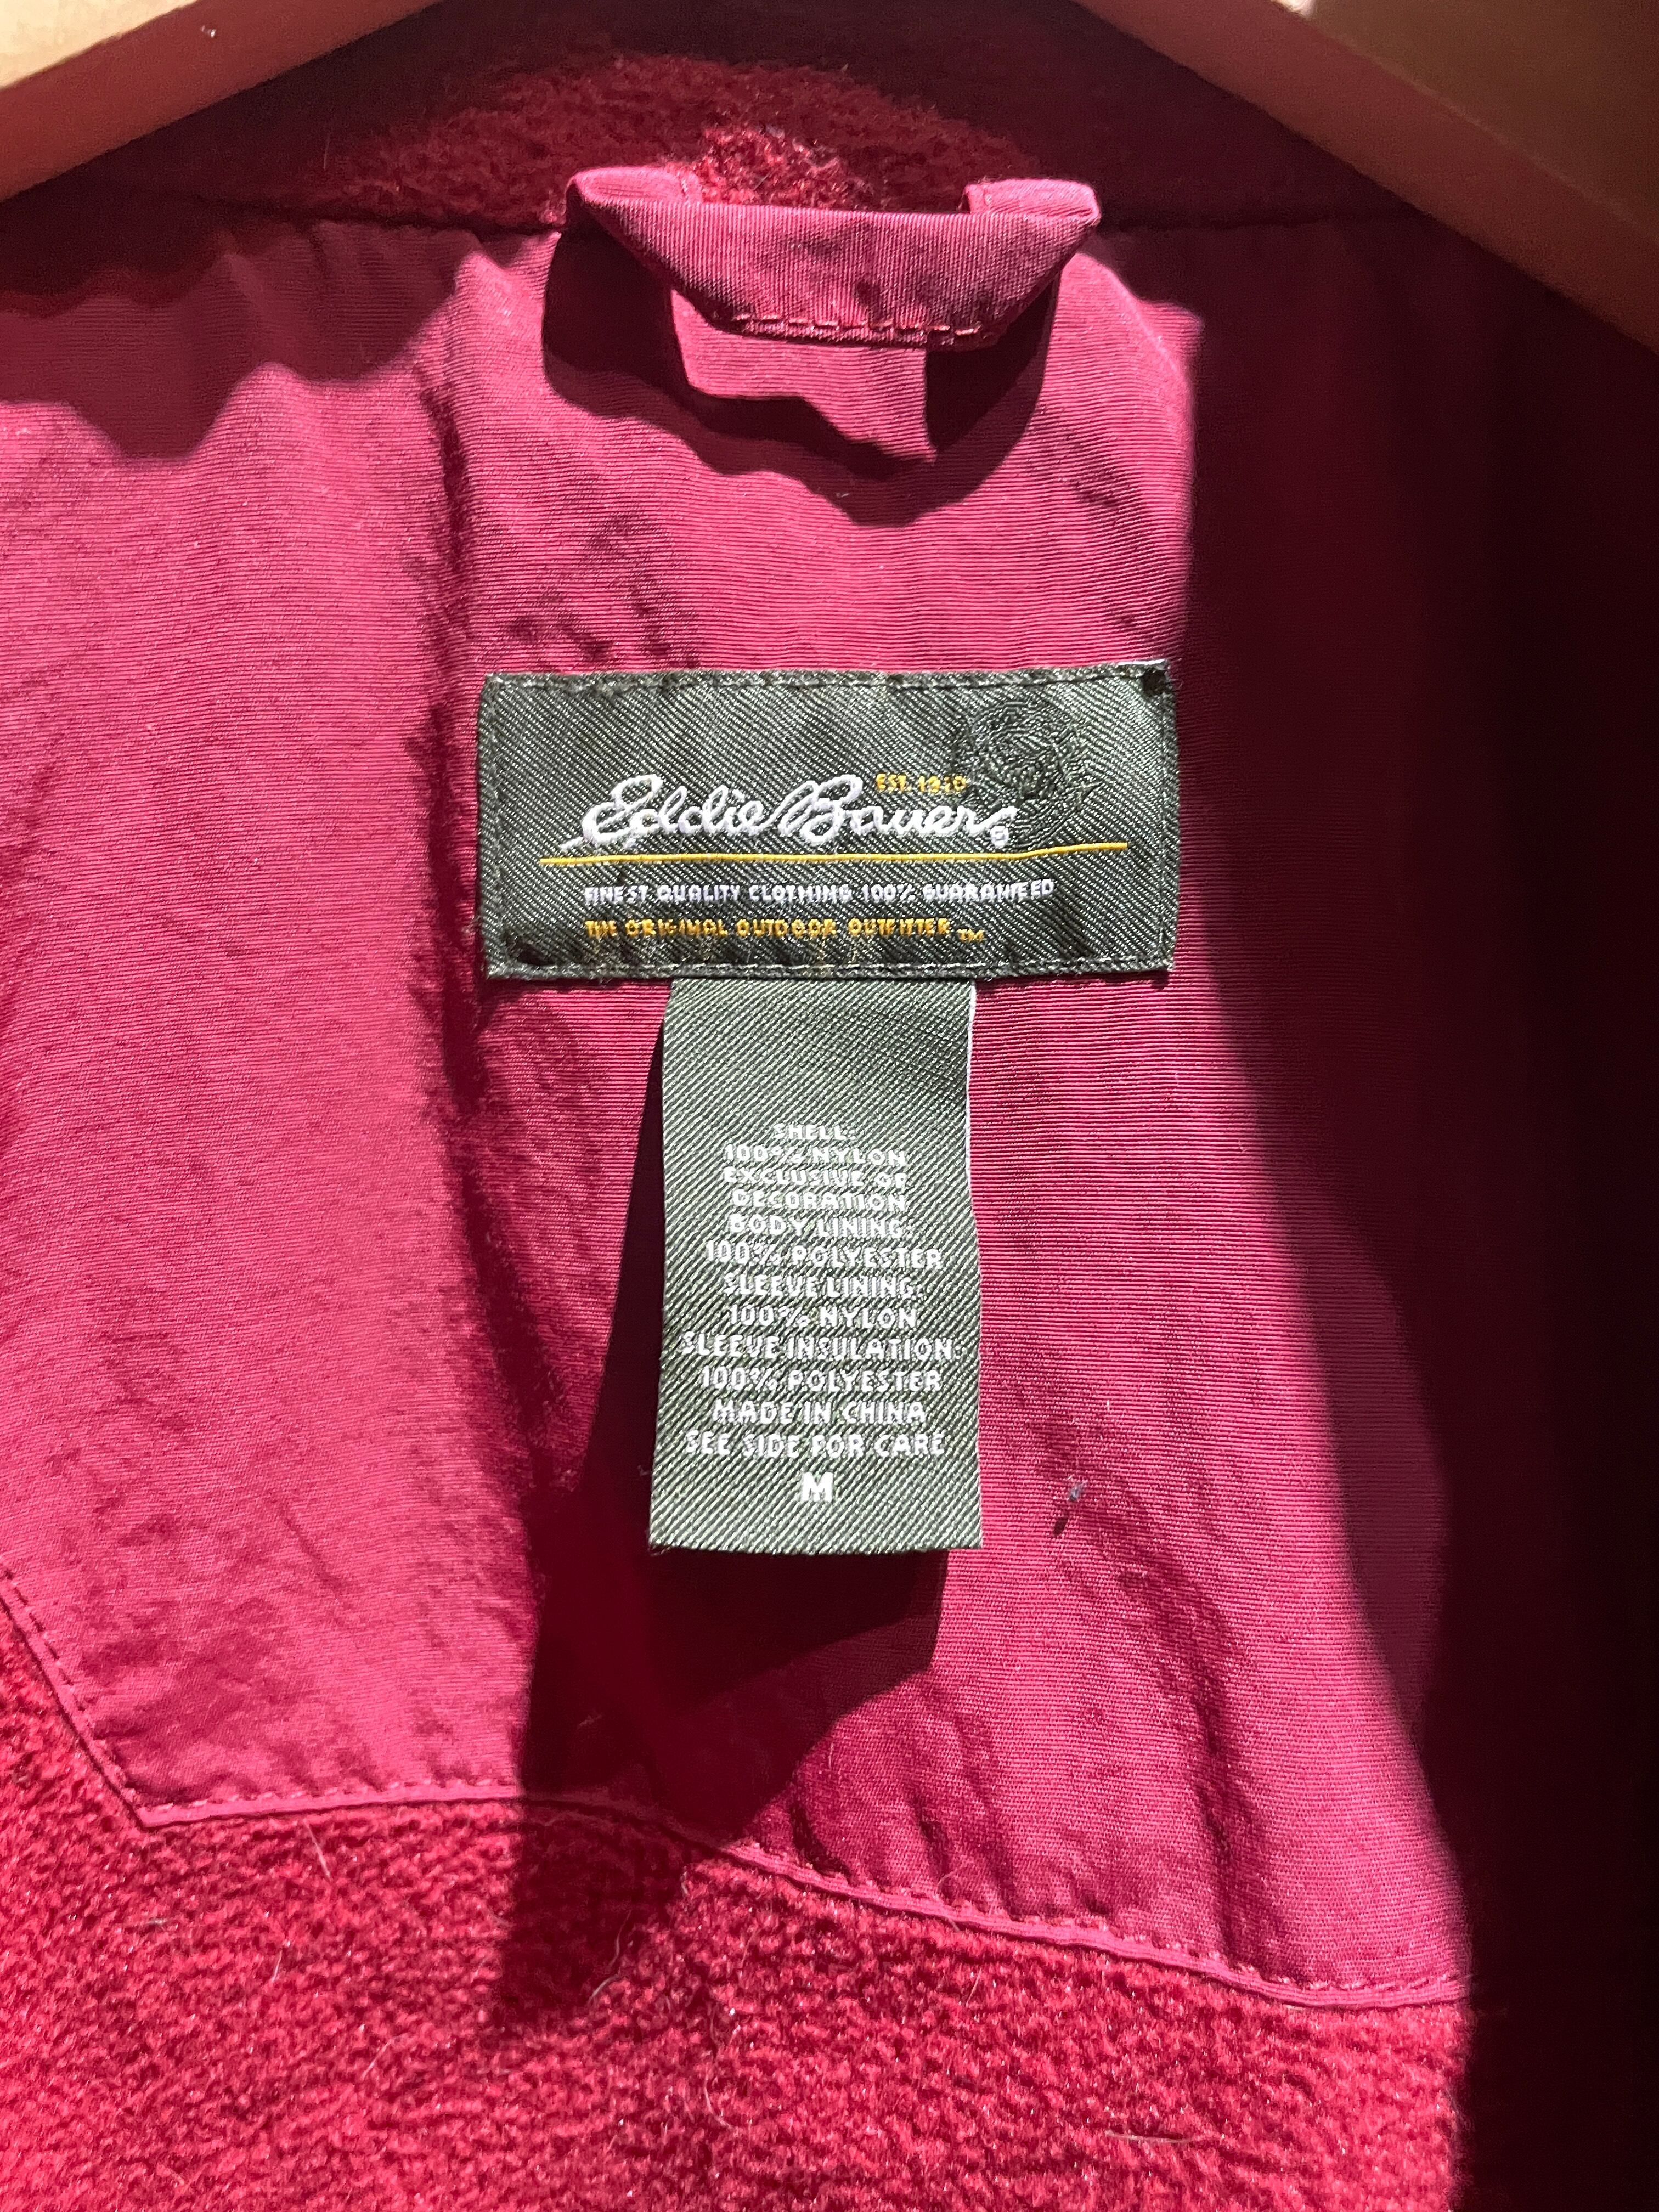 EST. 1920
Eddie Bauer®
FINEST QUALITY CLOTHING 100% GUARANTEED
THE ORIGINAL OUTDOOR OUTFITTER TM
SHELL:
100% NYLON
EXCLUSIVE OF
DECORATION
BODY LINING:
100% POLYESTER
SLEEVE LINING:
100% NYLON
SLEEVE INSULATION:
100% POLYESTER
MADE IN CHINA
SEE SIDE FOR CARE
M